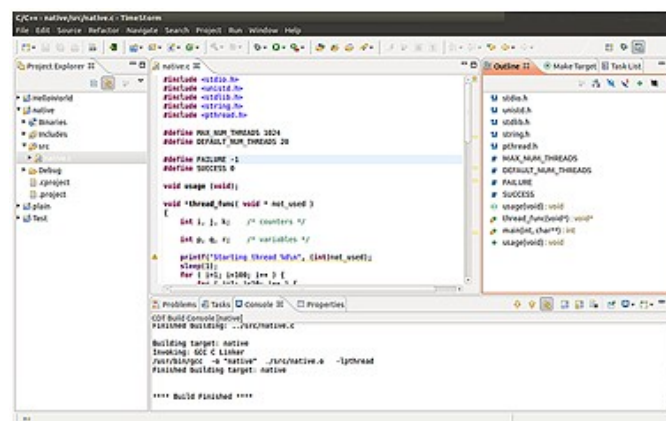 C/C++ - native/src/native.c - TimeStorm
File Edit Source Refactor Navigate Search Project Run Window Help
Project Explorer
HelloWorld
native
Binaries
Includes
src
native.c
Debug
.cproject
.project
plain
Test
native.c
#include <stdio.h>
#include <unistd.h>
#include <stdlib.h>
#include <string.h>
#include <pthread.h>
#define MAX_NUM_THREADS 1024
#define DEFAULT_NUM_THREADS 20
#define FAILURE -1
#define SUCCESS 0
void usage (void);
void *thread_func( void * not_used )
{
int i, j, k; /* counters */
int p, q, r; /* variables */
printf("Starting thread %d\n", (int)not_used);
sleep(1);
for ( i=1; i<100; i++ ) {
Outline Make Target Task List
stdio.h
unistd.h
stdlib.h
string.h
pthread.h
MAX_NUM_THREADS
DEFAULT_NUM_THREADS
FAILURE
SUCCESS
usage(void) : void
thread_func(void*) : void*
main(int, char**) : int
usage(void) : void
Problems Tasks Console Properties
CDT Build Console [native]
Finished building: ../src/native.c
Building target: native
Invoking: GCC C Linker
/usr/bin/gcc -o "native" ./src/native.o -lpthread
Finished building target: native
**** Build Finished ****